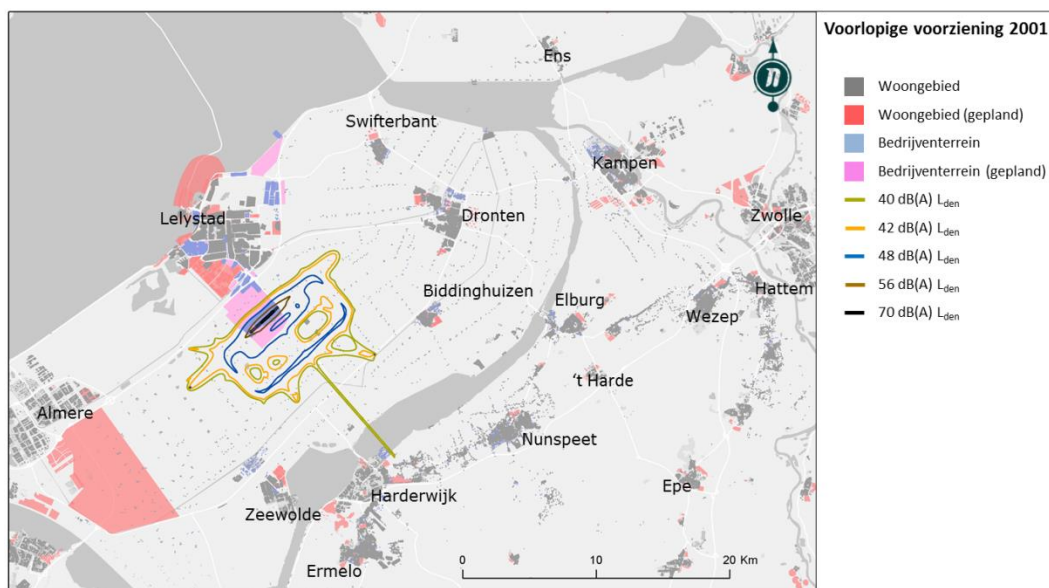 Voorlopige voorziening 2001
Woongebied
Woongebied (gepland)
Bedrijventerrein
Bedrijventerrein (gepland)
40 dB(A) Lden
42 dB(A) Lden
48 dB(A) Lden
56 dB(A) Lden
70 dB(A) Lden
Ens
Swifterbant
Kampen
Lelystad
Dronten
Zwolle
Hattem
Biddinghuizen
Elburg
Wezep
't Harde
Almere
Nunspeet
Harderwijk
Epe
Zeewolde
Ermelo
0 10 20 Km